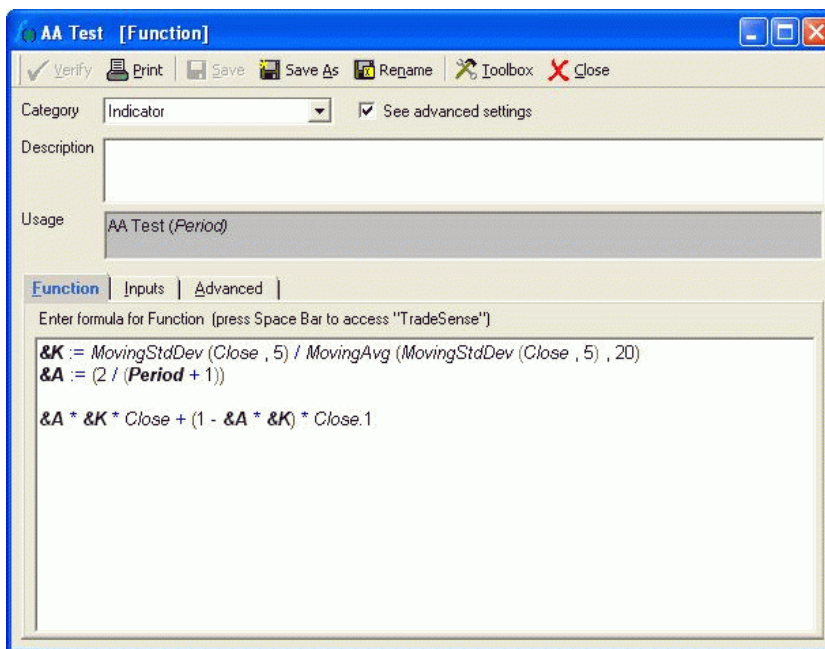 AA Test [Function]
Verify Print Save Save As Rename Toolbox Close
Category Indicator See advanced settings
Description
Usage AA Test (Period)
Function Inputs Advanced
Enter formula for Function (press Space Bar to access "TradeSense")
&K := MovingStdDev (Close , 5) / MovingAvg (MovingStdDev (Close , 5) , 20)
&A := (2 / (Period + 1))
&A * &K * Close + (1 - &A * &K) * Close.1